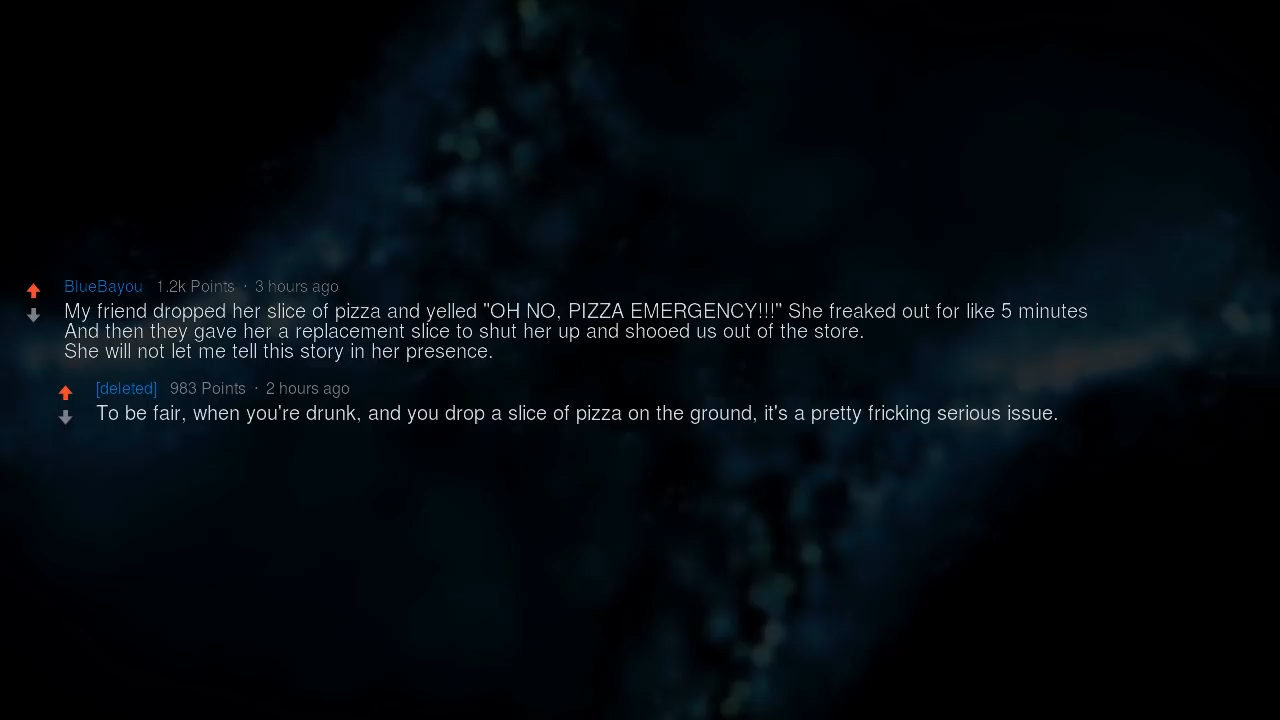 BlueBayou 1.2k Points · 3 hours ago
My friend dropped her slice of pizza and yelled "OH NO, PIZZA EMERGENCY!!!" She freaked out for like 5 minutes
And then they gave her a replacement slice to shut her up and shooed us out of the store.
She will not let me tell this story in her presence.
[deleted] 983 Points · 2 hours ago
To be fair, when you're drunk, and you drop a slice of pizza on the ground, it's a pretty fricking serious issue.